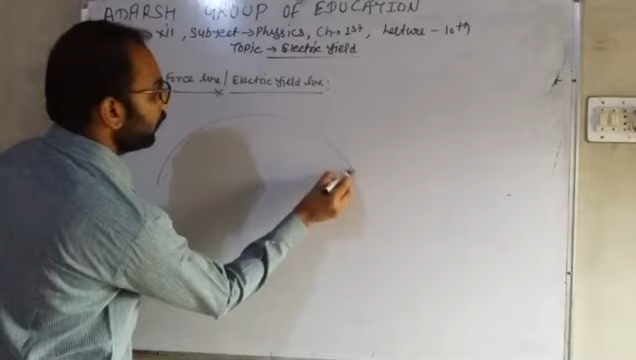 ADARSH GROUP OF EDUCATION
XII, Subject→Physics, Ch→1st, Lecture - 10th
Topic → Electric field
Force line / Electric field line :